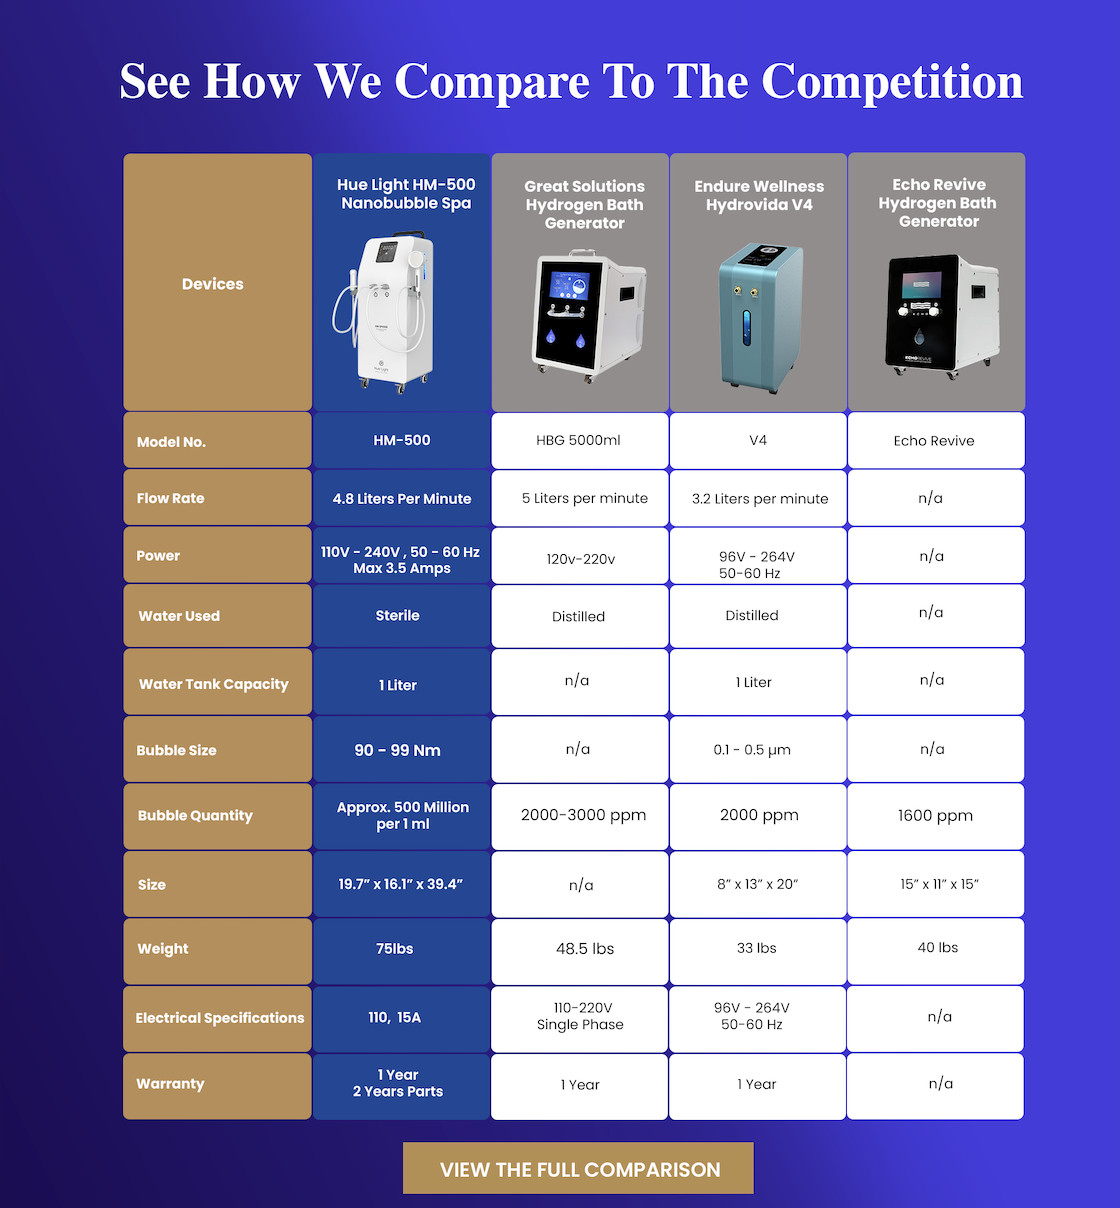 See How We Compare To The Competition
Devices
Hue Light HM-500
Nanobubble Spa
Great Solutions
Hydrogen Bath
Generator
Endure Wellness
Hydrovida V4
Echo Revive
Hydrogen Bath
Generator
Hue Light
ECHO REVIVE
Model No.
HM-500
HBG 5000ml
V4
Echo Revive
Flow Rate
4.8 Liters Per Minute
5 Liters per minute
3.2 Liters per minute
n/a
Power
110V - 240V , 50 - 60 Hz
Max 3.5 Amps
120v-220v
96V - 264V
50-60 Hz
n/a
Water Used
Sterile
Distilled
Distilled
n/a
Water Tank Capacity
1 Liter
n/a
1 Liter
n/a
Bubble Size
90 - 99 Nm
n/a
0.1 - 0.5 µm
n/a
Bubble Quantity
Approx. 500 Million
per 1 ml
2000-3000 ppm
2000 ppm
1600 ppm
Size
19.7” x 16.1” x 39.4”
n/a
8” x 13” x 20”
15” x 11” x 15”
Weight
75lbs
48.5 lbs
33 lbs
40 lbs
Electrical Specifications
110, 15A
110-220V
Single Phase
96V - 264V
50-60 Hz
n/a
Warranty
1 Year
2 Years Parts
1 Year
1 Year
n/a
VIEW THE FULL COMPARISON